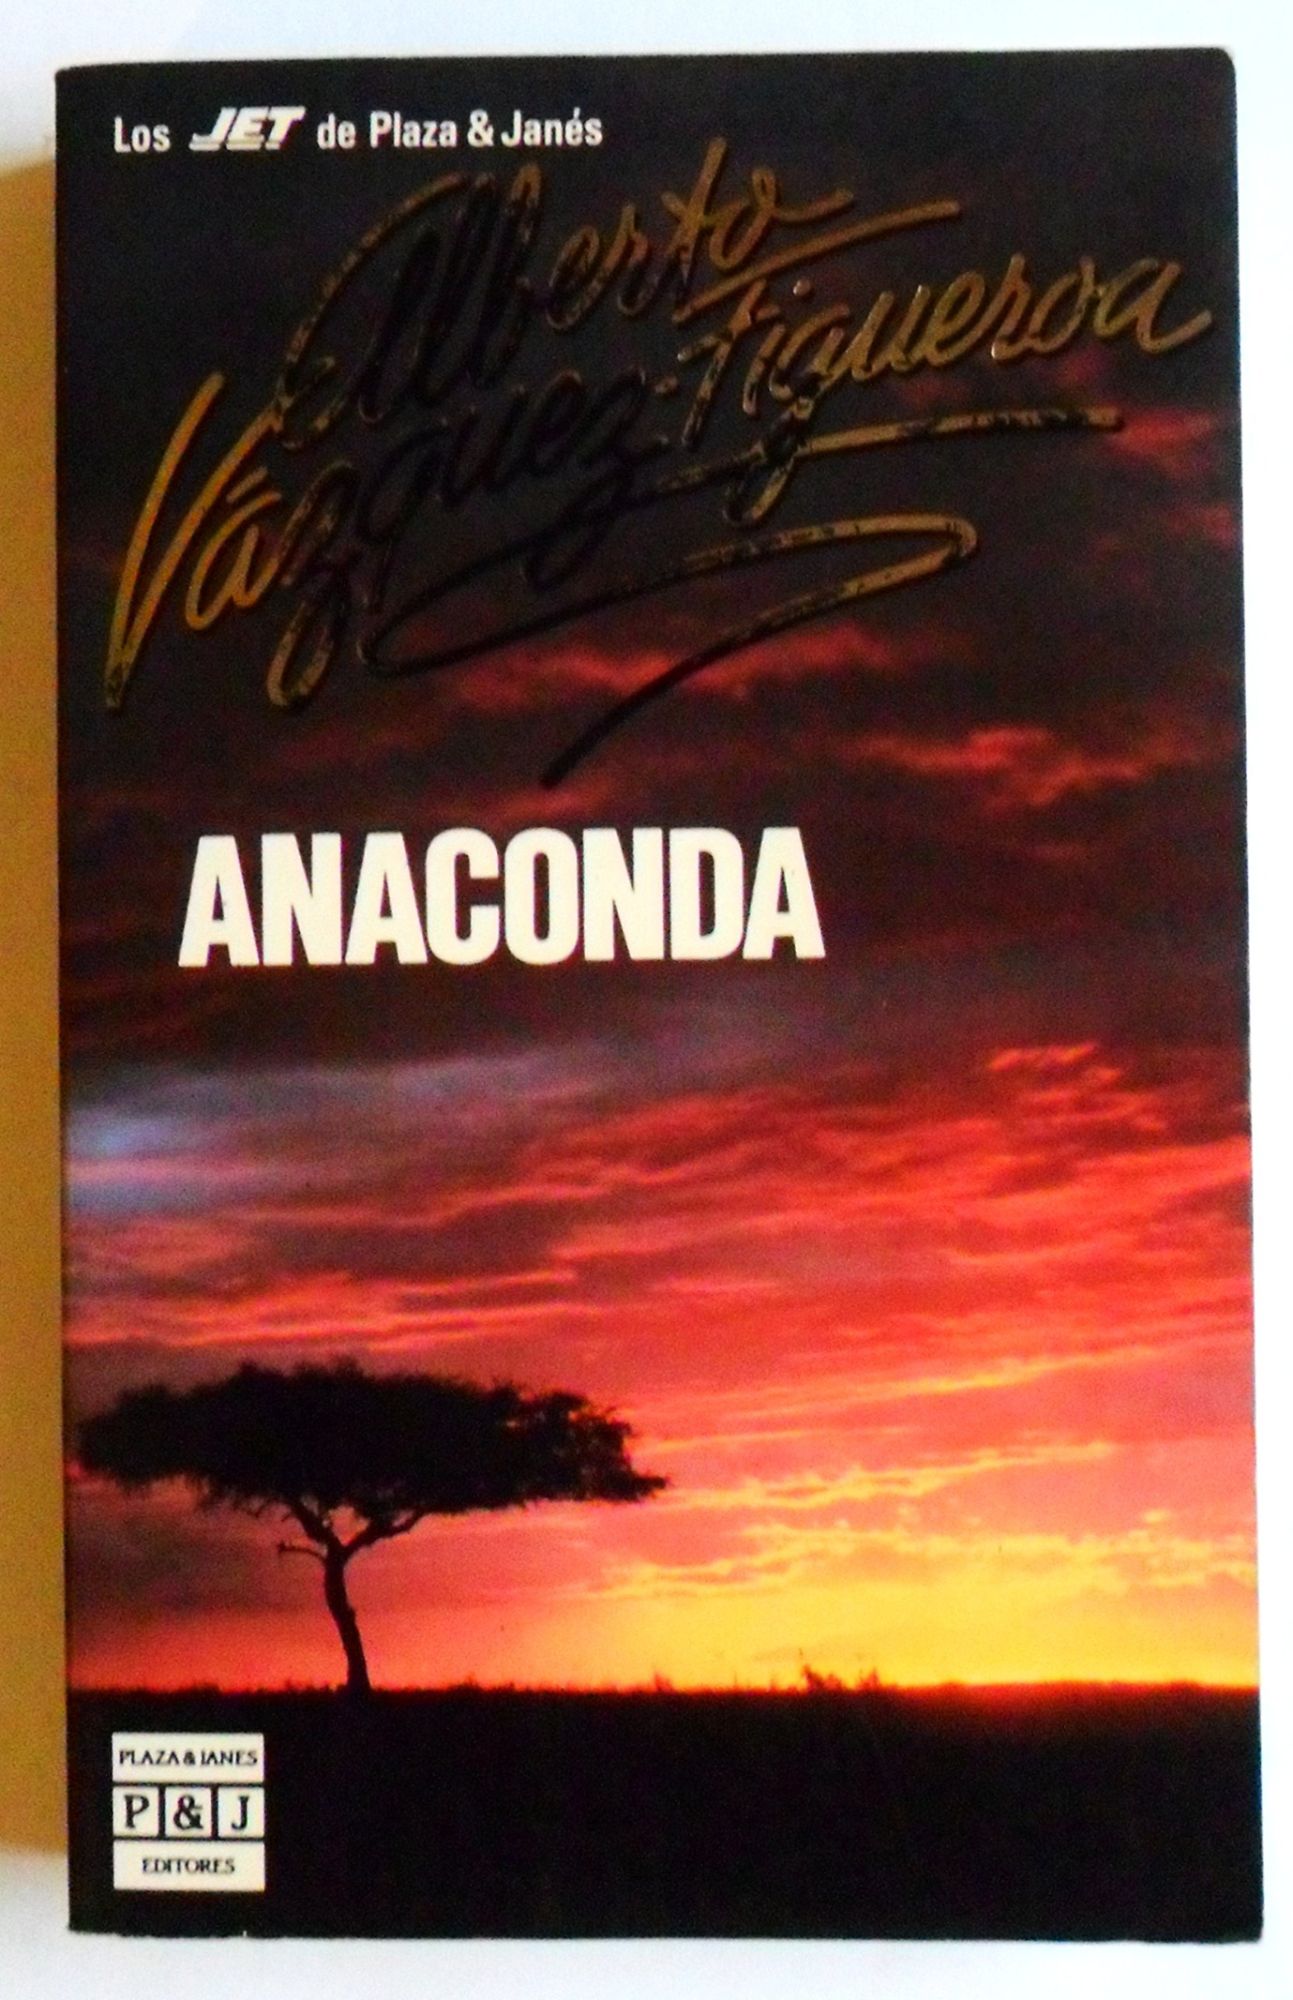 Los JET de Plaza & Janés
Alberto
Vázquez-Figueroa
ANACONDA
PLAZA & JANES
P & J
EDITORES